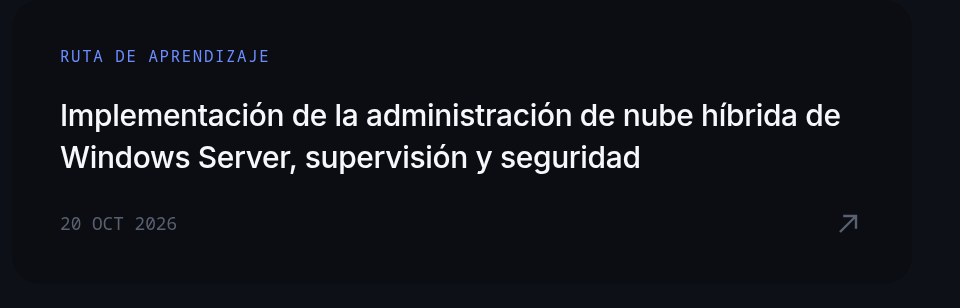 RUTA DE APRENDIZAJE
Implementación de la administración de nube híbrida de
Windows Server, supervisión y seguridad
20 OCT 2026